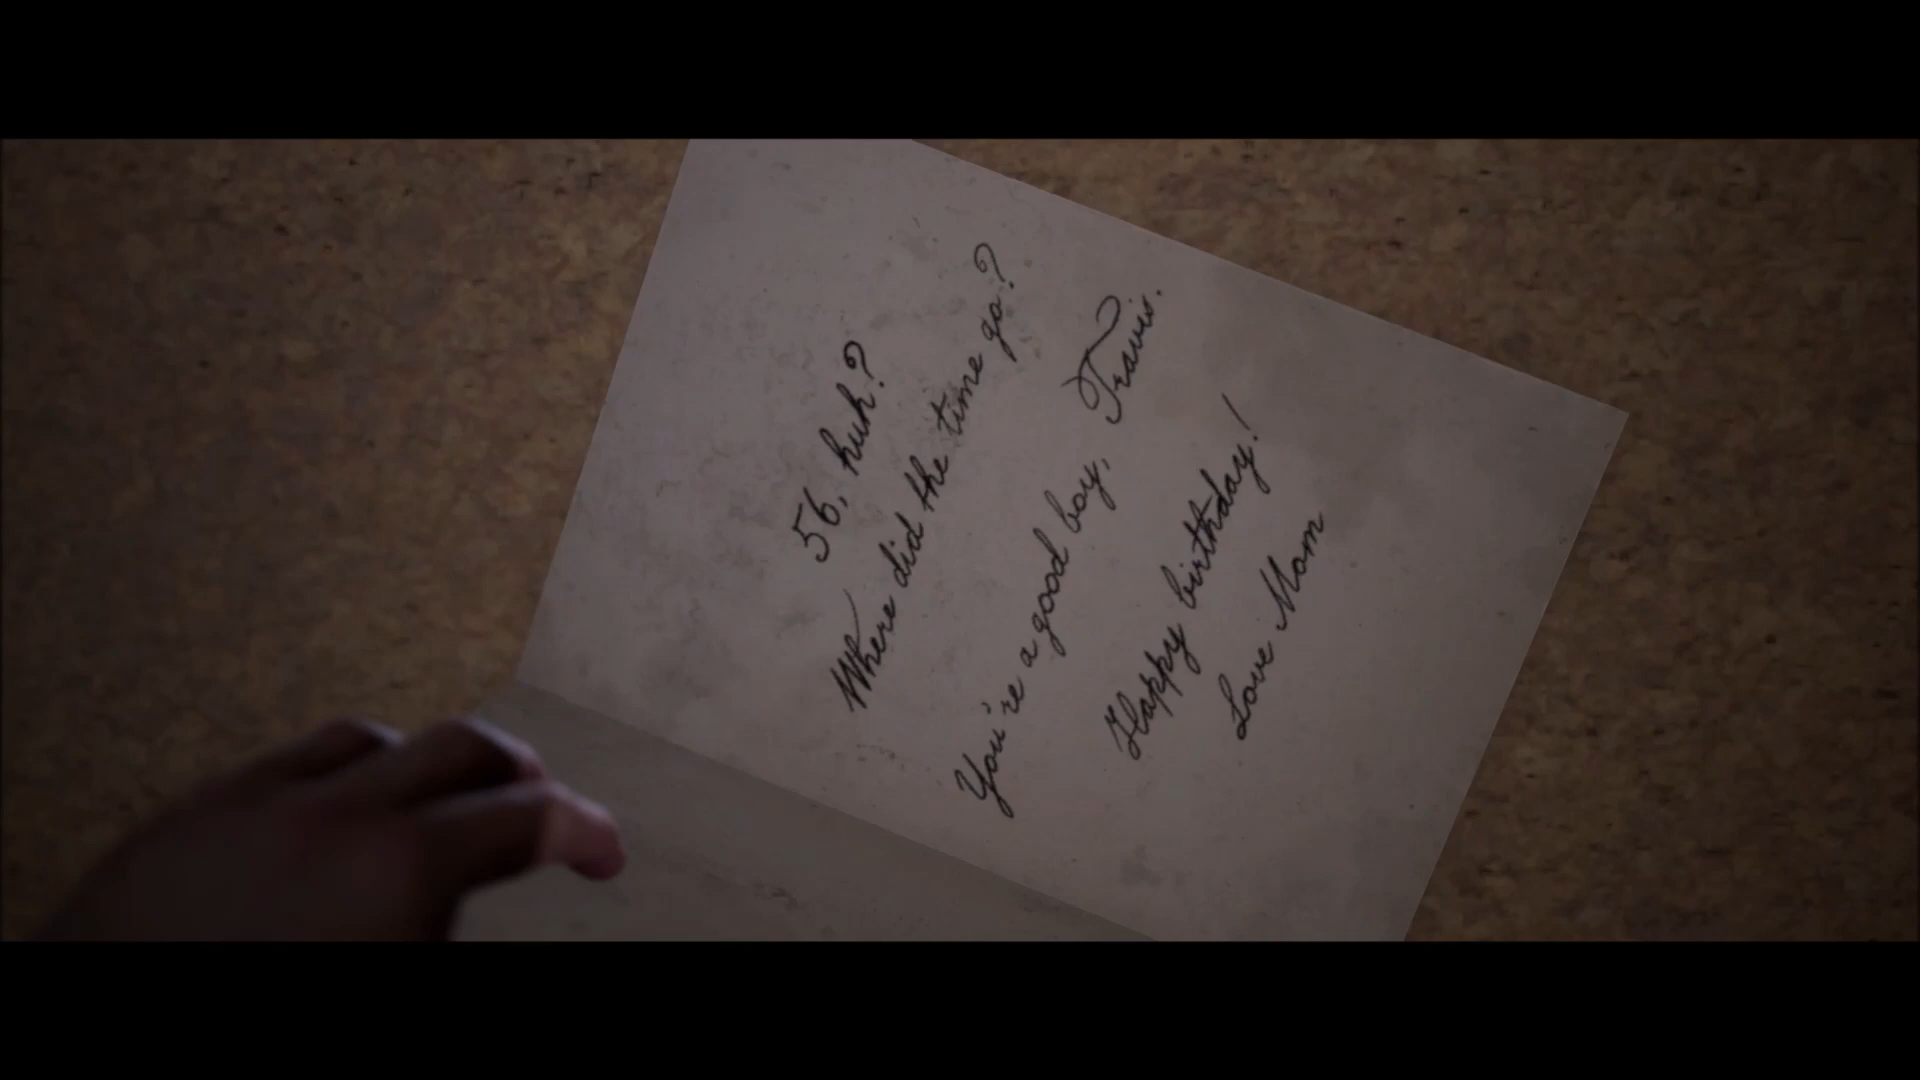 56, huh?
Where did the time go?
You're a good boy, Travis.
Happy birthday!
Love Mom